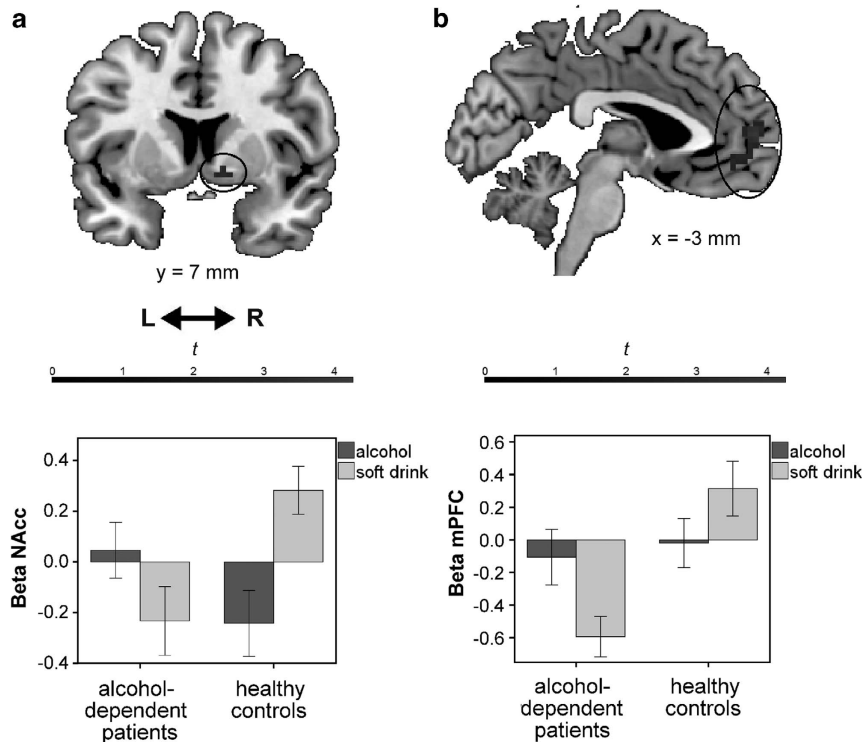 a
y = 7 mm
L R
t
0 1 2 3 4
0.4
0.2
0.0
-0.2
-0.4
Beta NAcc
alcohol
soft drink
alcohol-
dependent
patients
healthy
controls
b
x = -3 mm
t
0 1 2 3 4
0.6
0.4
0.2
0.0
-0.2
-0.4
-0.6
Beta mPFC
alcohol
soft drink
alcohol-
dependent
patients
healthy
controls